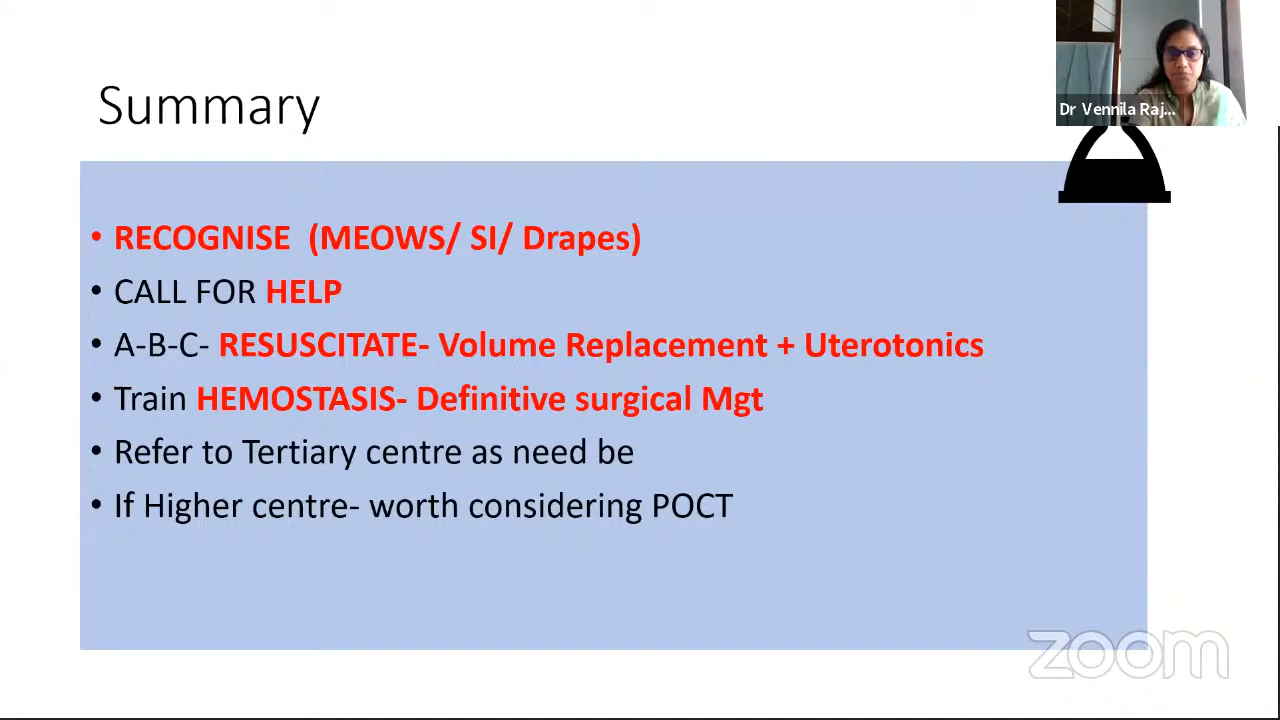 Summary
Dr Vennila Raj...
• RECOGNISE (MEOWS/ SI/ Drapes)
• CALL FOR HELP
• A-B-C- RESUSCITATE- Volume Replacement + Uterotonics
• Train HEMOSTASIS- Definitive surgical Mgt
• Refer to Tertiary centre as need be
• If Higher centre- worth considering POCT
zoom